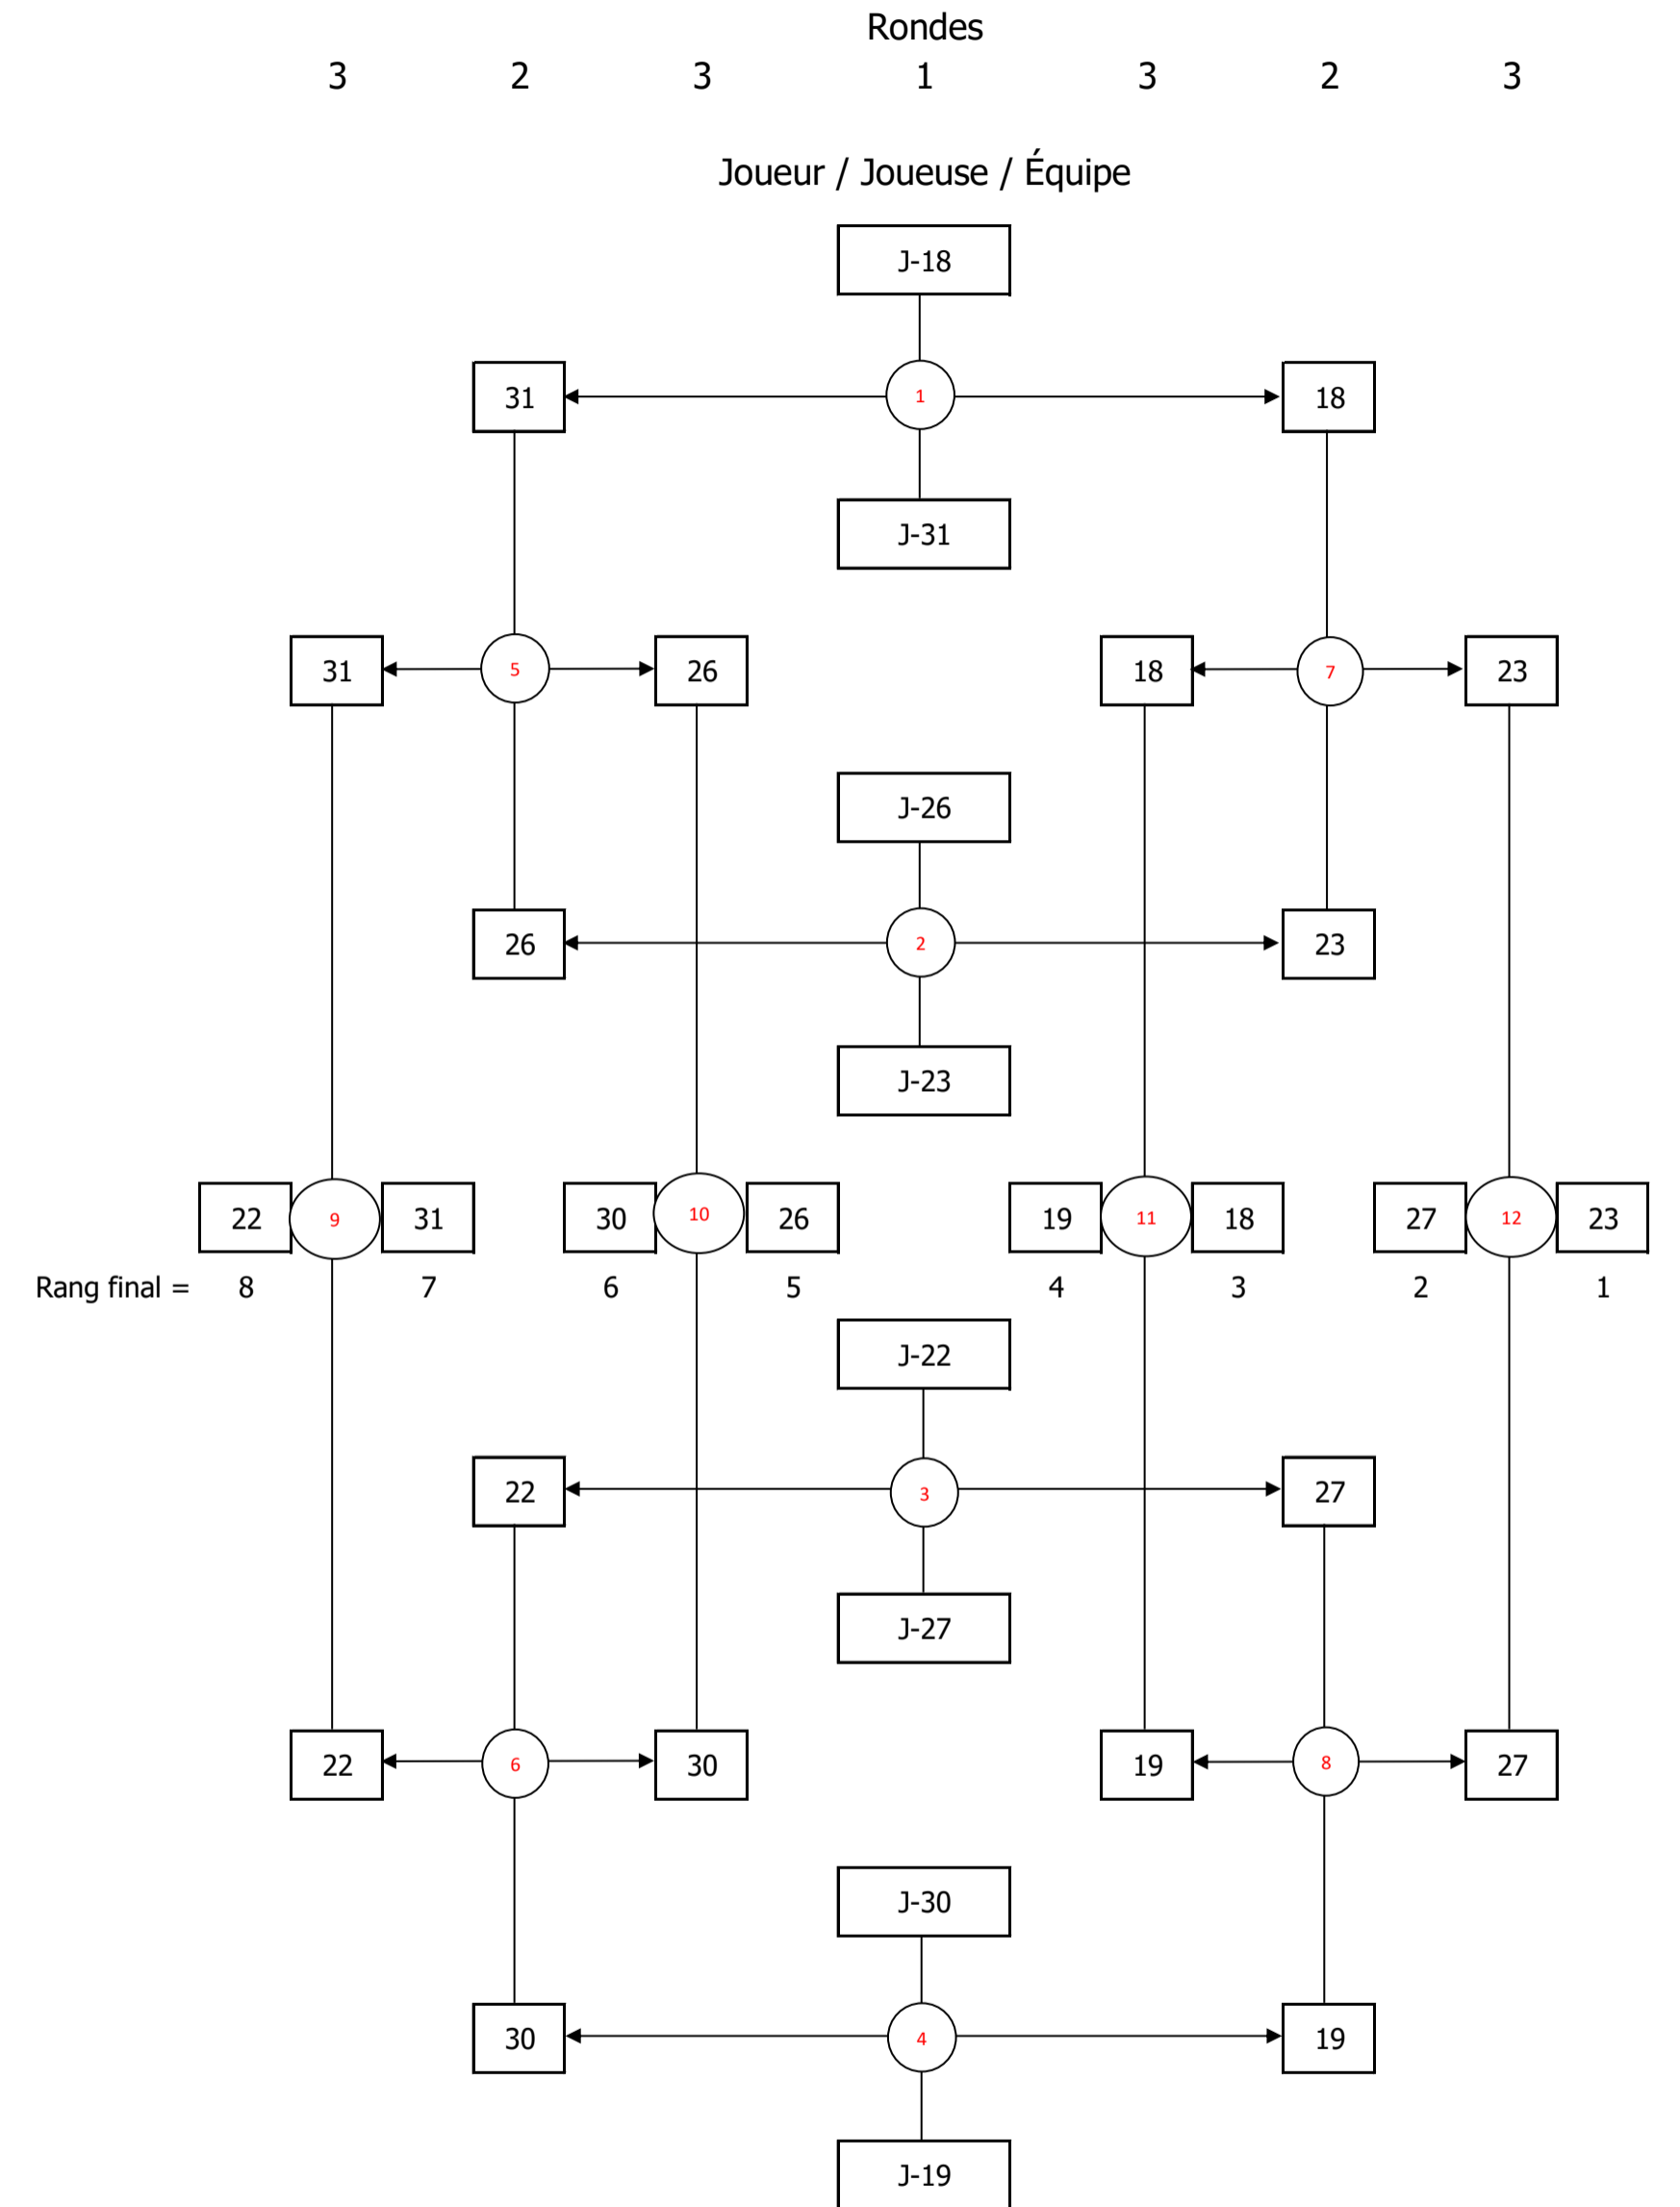 Rondes
3 2 3 1 3 2 3
Joueur / Joueuse / Équipe
J-18
31 1 18
J-31
31 5 26 18 7 23
J-26
26 2 23
J-23
22 9 31 30 10 26 19 11 18 27 12 23
Rang final = 8 7 6 5 4 3 2 1
J-22
22 3 27
J-27
22 6 30 19 8 27
J-30
30 4 19
J-19